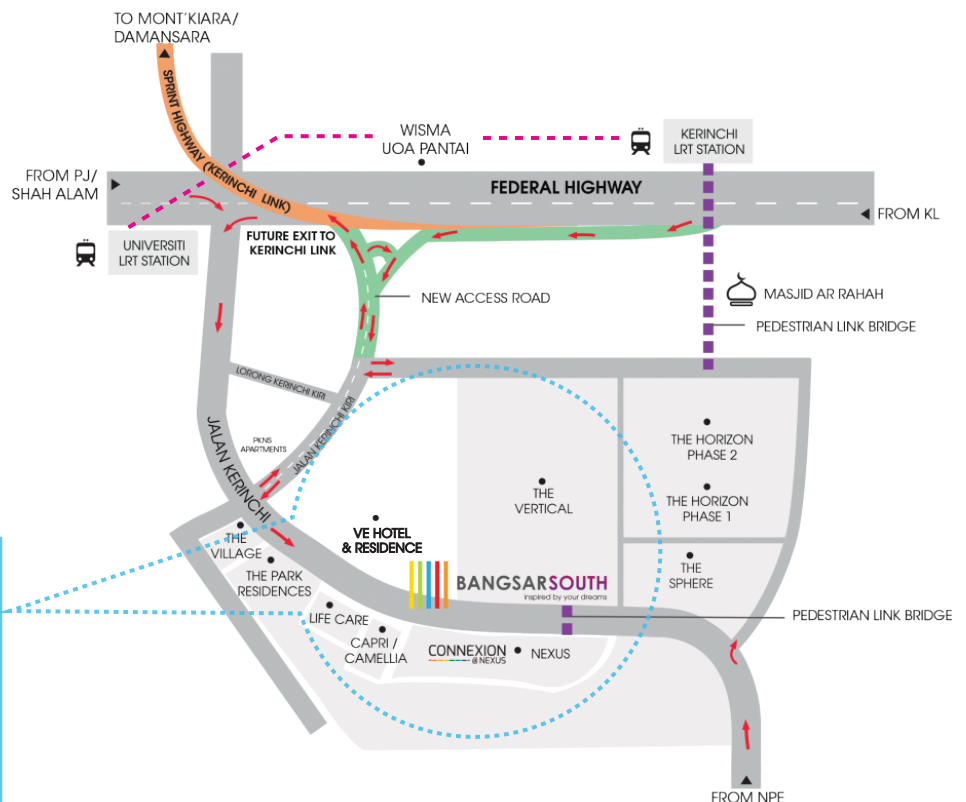 TO MONT'KIARA/
DAMANSARA
SPRINT HIGHWAY (KERINCHI LINK)
WISMA
UOA PANTAI
KERINCHI
LRT STATION
FROM PJ/
SHAH ALAM
FEDERAL HIGHWAY
FROM KL
UNIVERSITI
LRT STATION
FUTURE EXIT TO
KERINCHI LINK
NEW ACCESS ROAD
MASJID AR RAHAH
PEDESTRIAN LINK BRIDGE
LORONG KERINCHI KIRI
JALAN KERINCHI KIRI
JALAN KERINCHI
PKNS
APARTMENTS
THE HORIZON
PHASE 2
THE HORIZON
PHASE 1
THE
VERTICAL
VE HOTEL
& RESIDENCE
THE
VILLAGE
THE PARK
RESIDENCES
THE
SPHERE
BANGSARSOUTH
inspired by your dreams
LIFE CARE
CAPRI /
CAMELLIA
CONNEXION
@NEXUS
NEXUS
PEDESTRIAN LINK BRIDGE
FROM NPE